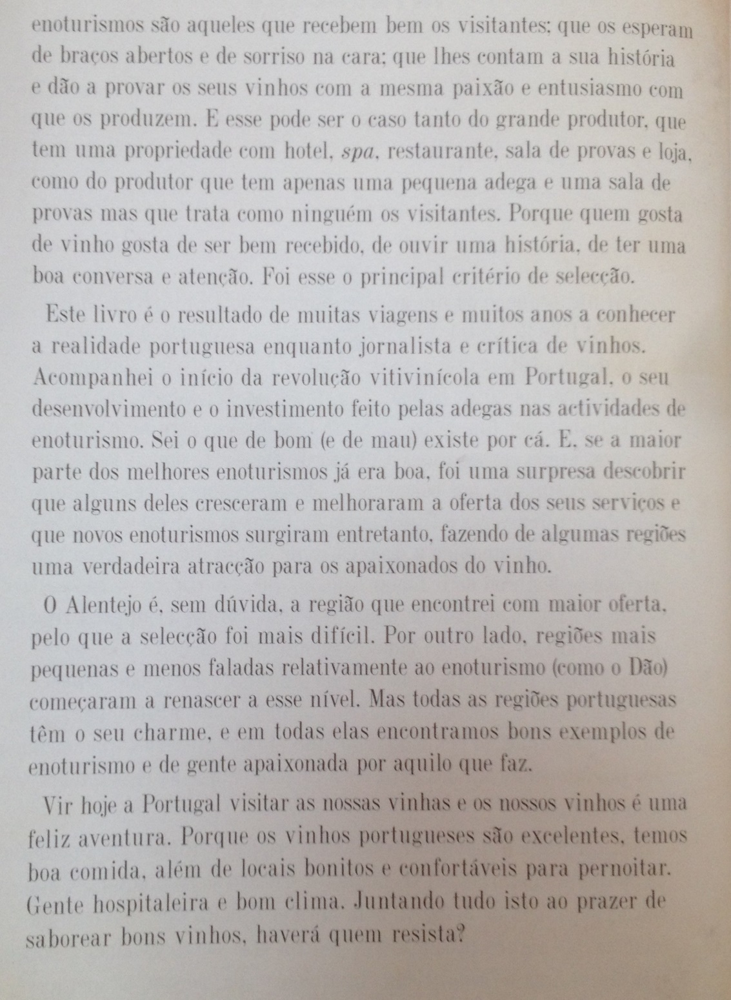 enoturismos são aqueles que recebem bem os visitantes; que os esperam
de braços abertos e de sorriso na cara; que lhes contam a sua história
e dão a provar os seus vinhos com a mesma paixão e entusiasmo com
que os produzem. E esse pode ser o caso tanto do grande produtor, que
tem uma propriedade com hotel, spa, restaurante, sala de provas e loja,
como do produtor que tem apenas uma pequena adega e uma sala de
provas mas que trata como ninguém os visitantes. Porque quem gosta
de vinho gosta de ser bem recebido, de ouvir uma história, de ter uma
boa conversa e atenção. Foi esse o principal critério de selecção.
Este livro é o resultado de muitas viagens e muitos anos a conhecer
a realidade portuguesa enquanto jornalista e crítica de vinhos.
Acompanhei o início da revolução vitivinícola em Portugal, o seu
desenvolvimento e o investimento feito pelas adegas nas actividades de
enoturismo. Sei o que de bom (e de mau) existe por cá. E, se a maior
parte dos melhores enoturismos já era boa, foi uma surpresa descobrir
que alguns deles cresceram e melhoraram a oferta dos seus serviços e
que novos enoturismos surgiram entretanto, fazendo de algumas regiões
uma verdadeira atracção para os apaixonados do vinho.
O Alentejo é, sem dúvida, a região que encontrei com maior oferta,
pelo que a selecção foi mais difícil. Por outro lado, regiões mais
pequenas e menos faladas relativamente ao enoturismo (como o Dão)
começaram a renascer a esse nível. Mas todas as regiões portuguesas
têm o seu charme, e em todas elas encontramos bons exemplos de
enoturismo e de gente apaixonada por aquilo que faz.
Vir hoje a Portugal visitar as nossas vinhas e os nossos vinhos é uma
feliz aventura. Porque os vinhos portugueses são excelentes, temos
boa comida, além de locais bonitos e confortáveis para pernoitar.
Gente hospitaleira e bom clima. Juntando tudo isto ao prazer de
saborear bons vinhos, haverá quem resista?